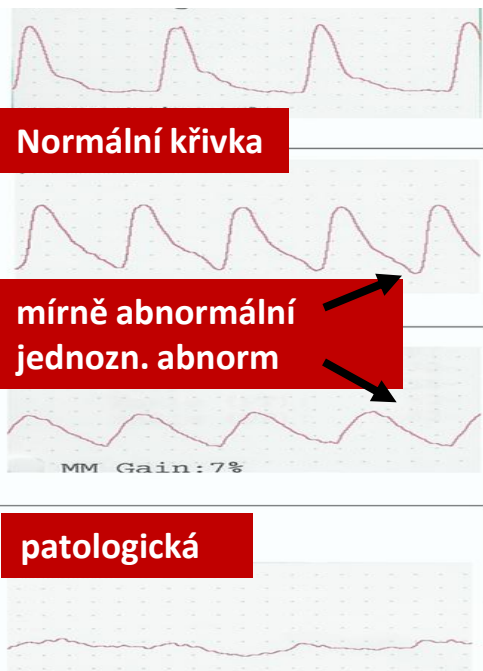 Normální křivka
mírně abnormální
jednozn. abnorm
MM Gain:7%
patologická